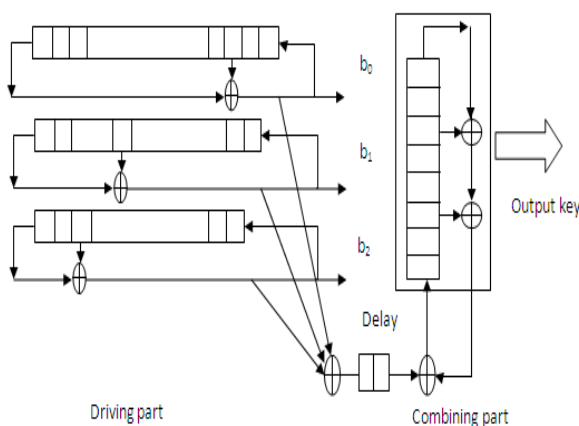 b₀
b₁
Output key
b₂
Delay
Driving part
Combining part